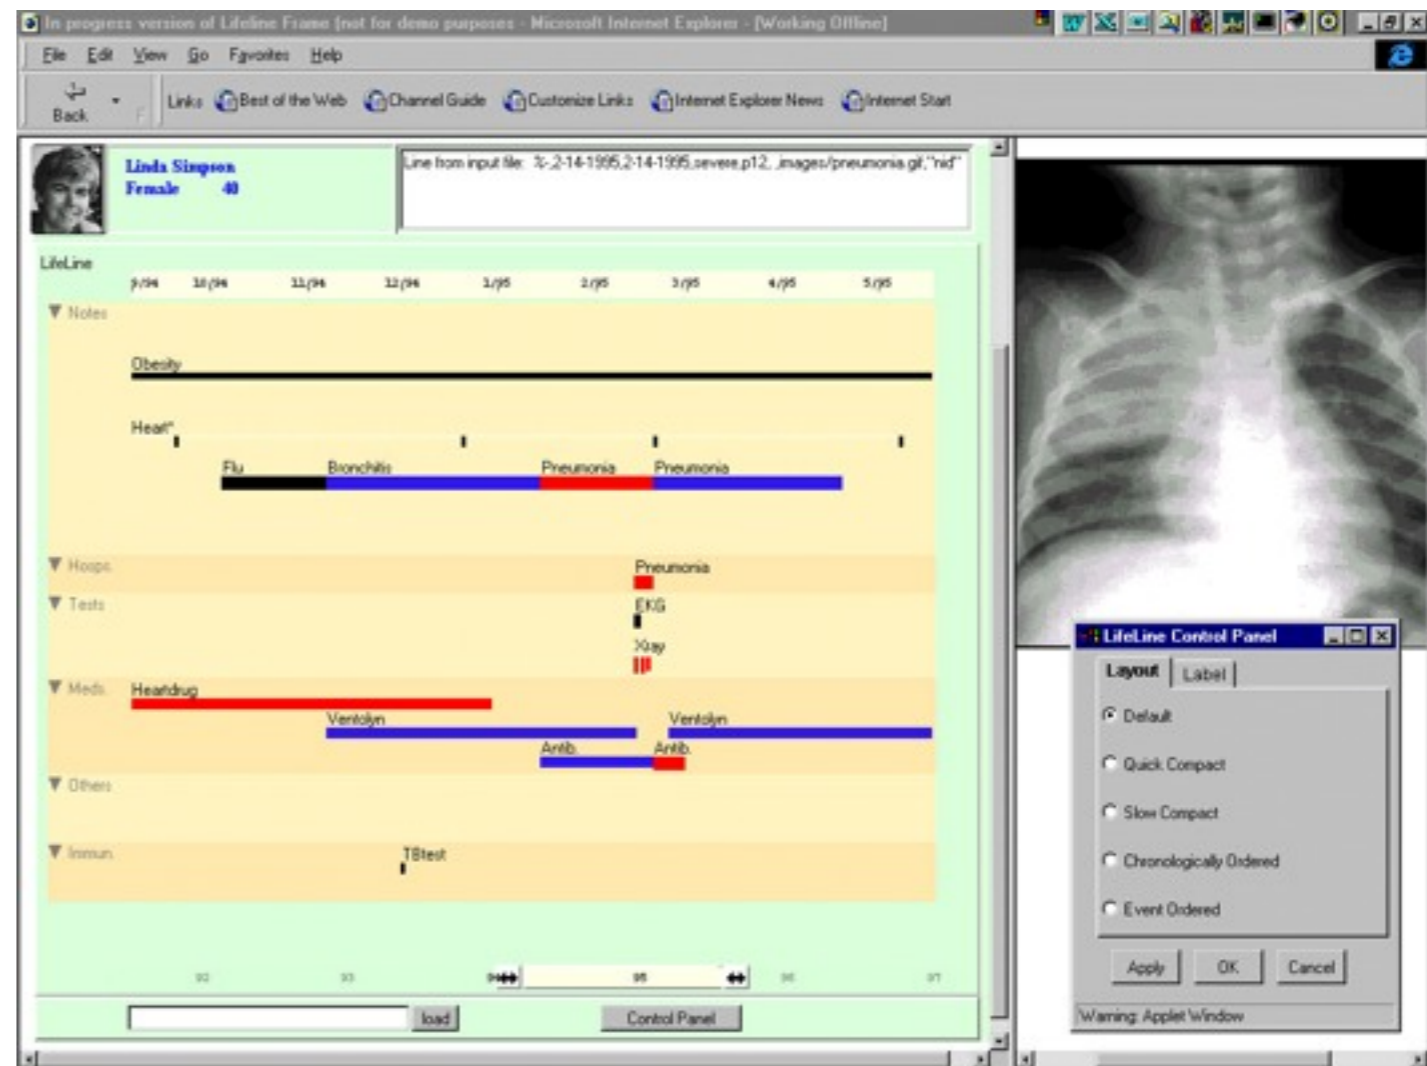 In progress version of Lifeline Frame (not for demo purposes - Microsoft Internet Explorer - [Working Offline]
File Edit View Go Favorites Help
Back
Links Best of the Web Channel Guide Customize Links Internet Explorer News Internet Start
Linda Simpson
Female 40
Line from input file: %-,2-14-1995,2-14-1995,severe,p12, ,images/pneumonia.gif,"nid"
LifeLine
9/94 10/94 11/94 12/94 1/95 2/95 3/95 4/95 5/95
Notes
Obesity
Heart*
Flu Bronchitis Pneumonia Pneumonia
Hosps. Pneumonia
Tests EKG
Xray
Meds. Heartdrug
Ventolyn Ventolyn
Antib. Antib.
Others
Immun. TBtest
92 93 94 95 96 97
load Control Panel
LifeLine Control Panel
Layout Label
Default
Quick Compact
Slow Compact
Chronologically Ordered
Event Ordered
Apply OK Cancel
Warning: Applet Window